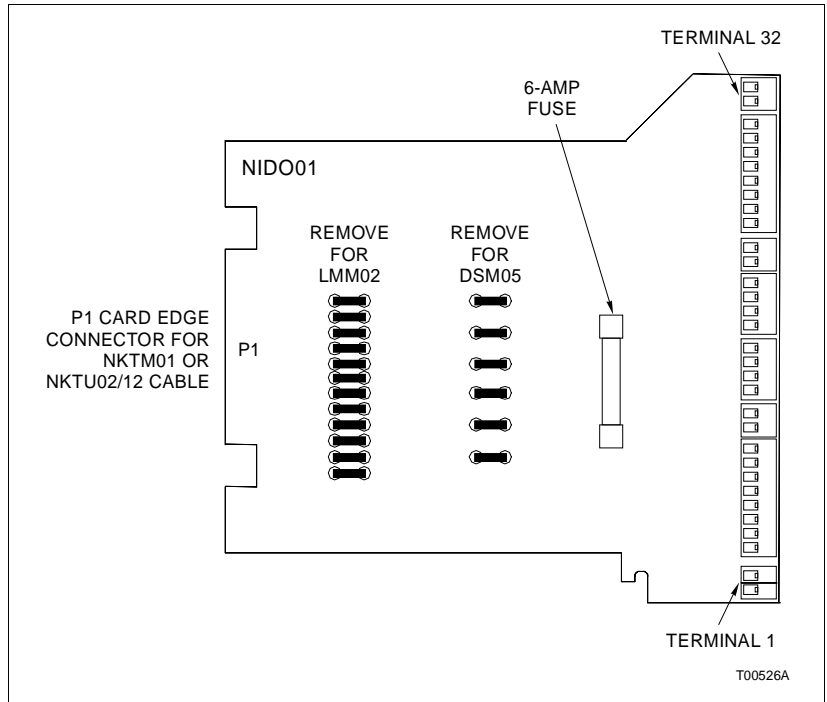 TERMINAL 32
6-AMP
FUSE
NIDO01
REMOVE
FOR
LMM02
REMOVE
FOR
DSM05
P1 CARD EDGE
CONNECTOR FOR
NKTM01 OR
NKTU02/12 CABLE
P1
TERMINAL 1
T00526A